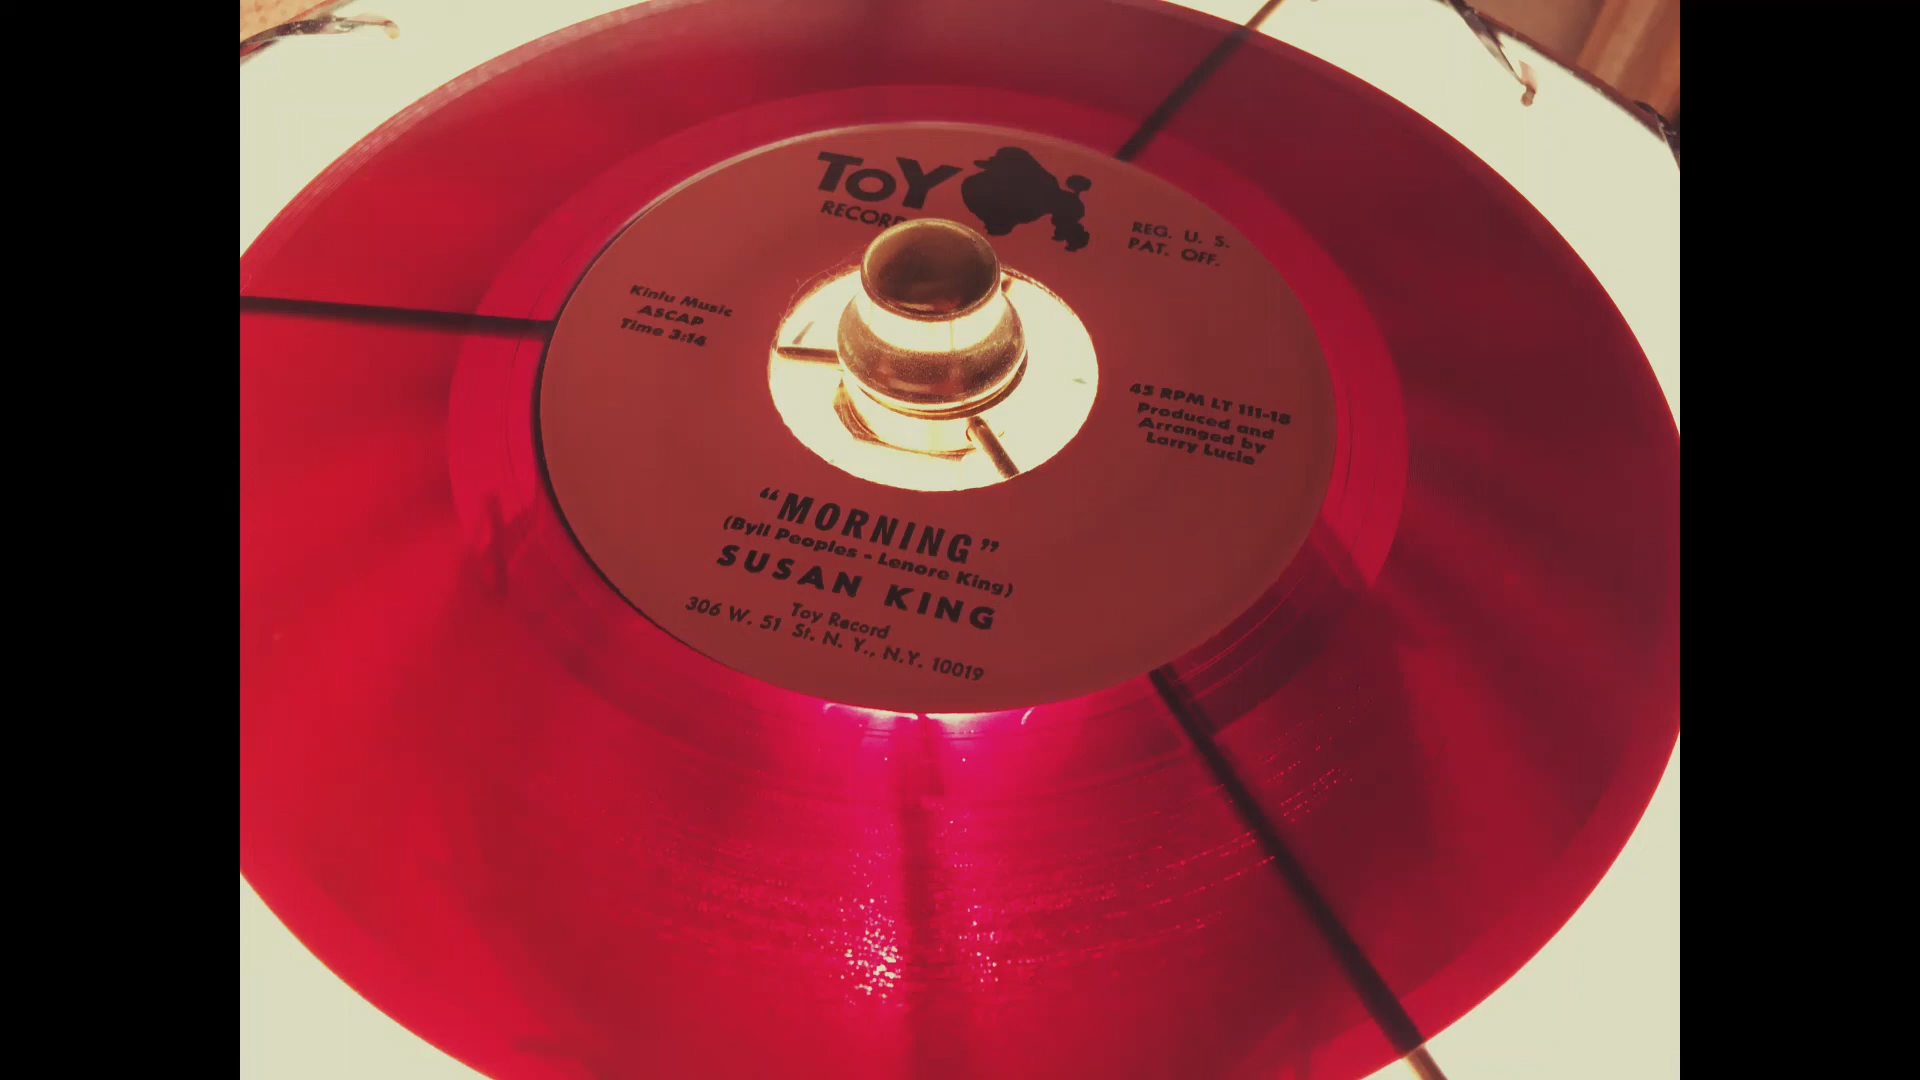 ToY
RECORD
REG. U. S.
PAT. OFF.
Kinlu Music
ASCAP
Time 3:14
45 RPM LT 111-18
Produced and
Arranged by
Larry Lucie
"MORNING"
(Byll Peoples - Lenore King)
SUSAN KING
Toy Record
306 W. 51 St. N. Y., N.Y. 10019